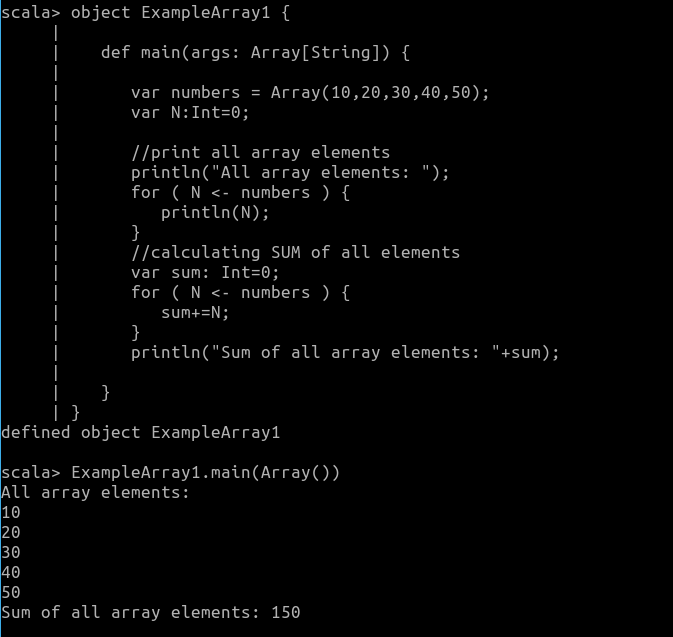 scala> object ExampleArray1 {
     |
     |    def main(args: Array[String]) {
     |
     |       var numbers = Array(10,20,30,40,50);
     |       var N:Int=0;
     |
     |       //print all array elements
     |       println("All array elements: ");
     |       for ( N <- numbers ) {
     |          println(N);
     |       }
     |       //calculating SUM of all elements
     |       var sum: Int=0;
     |       for ( N <- numbers ) {
     |          sum+=N;
     |       }
     |       println("Sum of all array elements: "+sum);
     |
     |    }
     | }
defined object ExampleArray1

scala> ExampleArray1.main(Array())
All array elements:
10
20
30
40
50
Sum of all array elements: 150